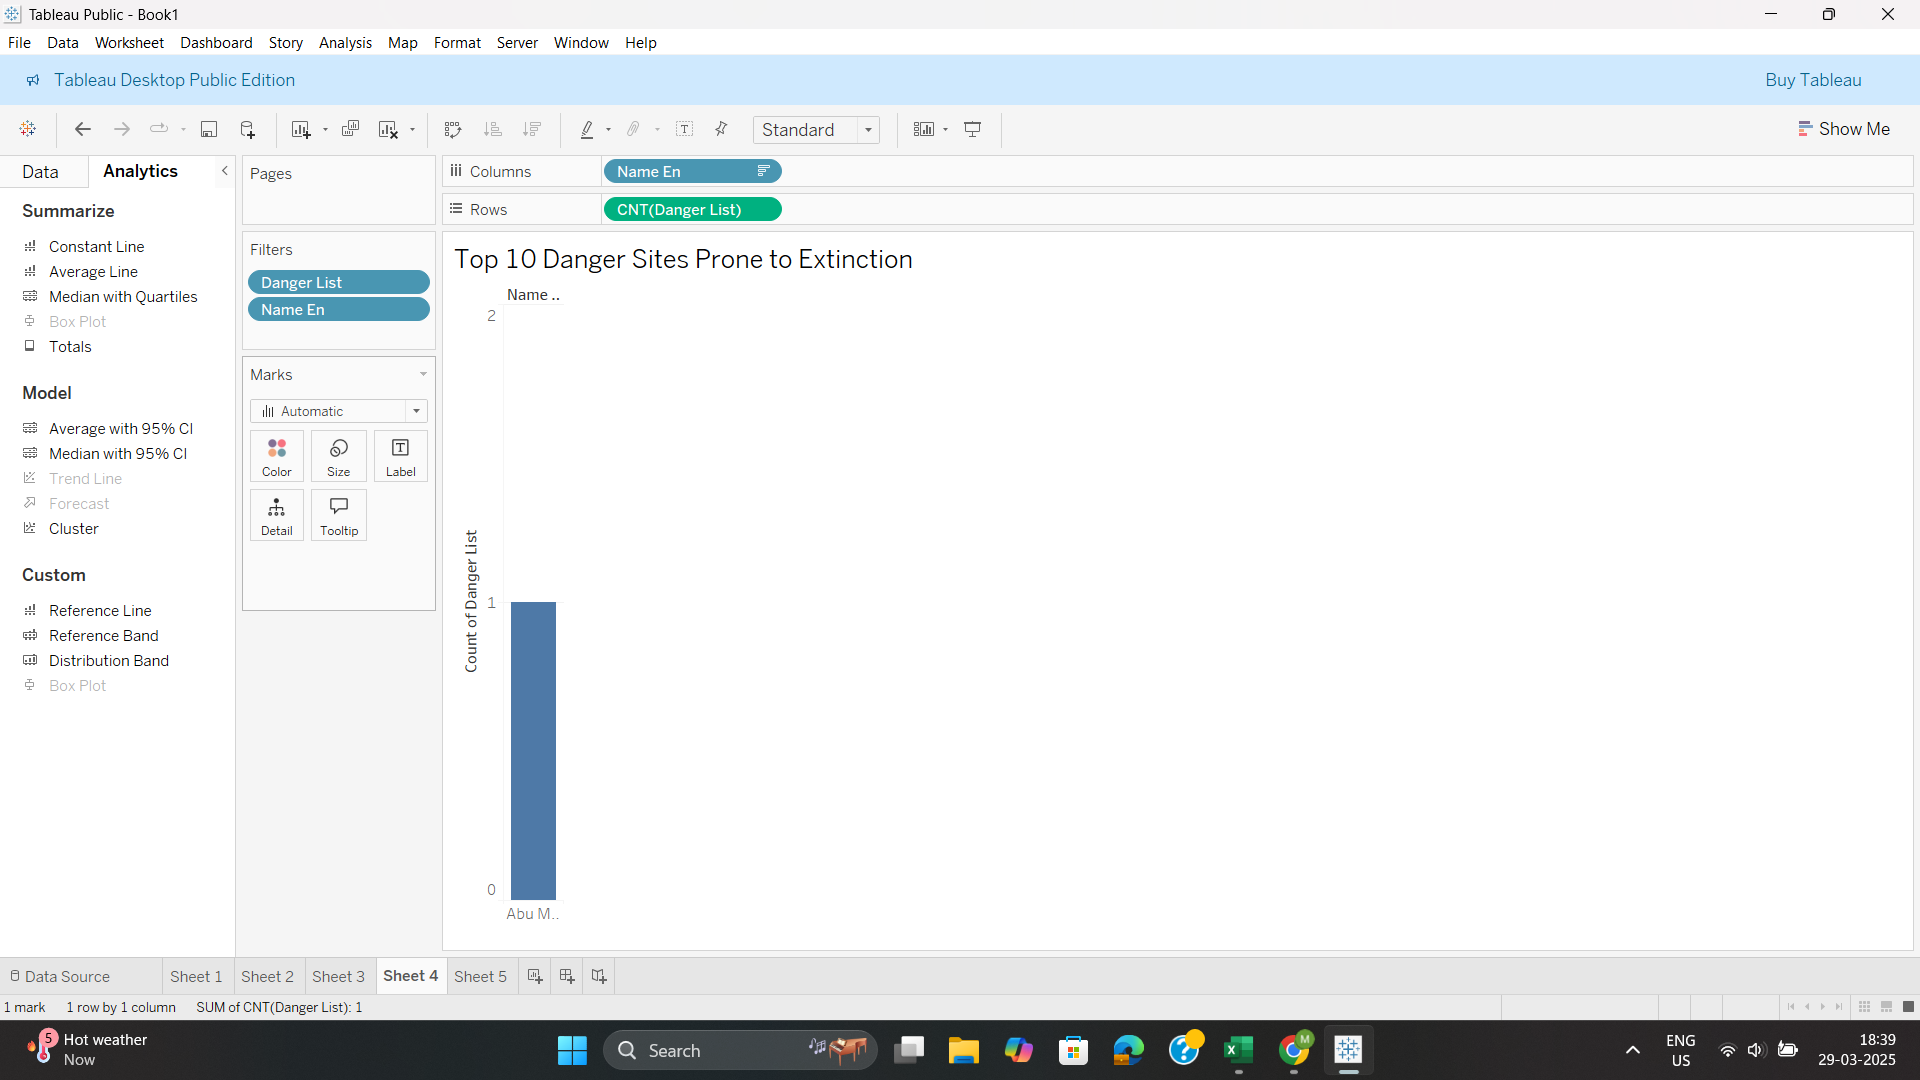 Tableau Public - Book1
File Data Worksheet Dashboard Story Analysis Map Format Server Window Help
Tableau Desktop Public Edition
Buy Tableau
Standard
Show Me
Data
Analytics
Summarize
Constant Line
Average Line
Median with Quartiles
Box Plot
Totals
Model
Average with 95% CI
Median with 95% CI
Trend Line
Forecast
Cluster
Custom
Reference Line
Reference Band
Distribution Band
Box Plot
Pages
Filters
Danger List
Name En
Marks
Automatic
Color
Size
Label
Detail
Tooltip
Columns
Name En
Rows
CNT(Danger List)
Top 10 Danger Sites Prone to Extinction
Name ..
2
1
0
Count of Danger List
Abu M..
Data Source
Sheet 1
Sheet 2
Sheet 3
Sheet 4
Sheet 5
1 mark
1 row by 1 column
SUM of CNT(Danger List): 1
5
Hot weather
Now
Search
M
ENG
US
18:39
29-03-2025